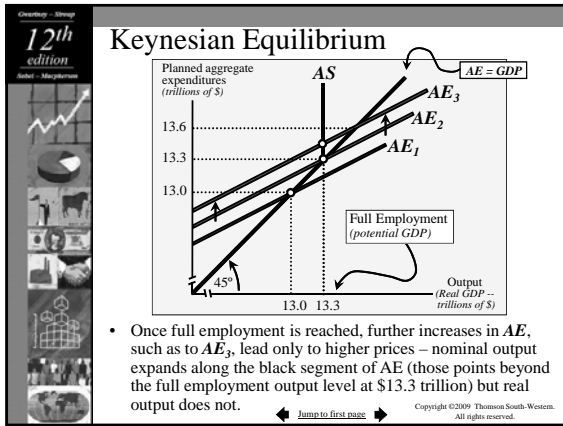 Gwartney – Stroup
12th
edition
Sobel – Macpherson
Keynesian Equilibrium
Planned aggregate
expenditures
(trillions of $)
AS
AE = GDP
AE3
AE2
AE1
13.6
13.3
13.0
Full Employment
(potential GDP)
45º
Output
(Real GDP --
trillions of $)
13.0 13.3
• Once full employment is reached, further increases in AE,
such as to AE3, lead only to higher prices – nominal output
expands along the black segment of AE (those points beyond
the full employment output level at $13.3 trillion) but real
output does not.
Jump to first page
Copyright ©2009 Thomson South-Western.
All rights reserved.